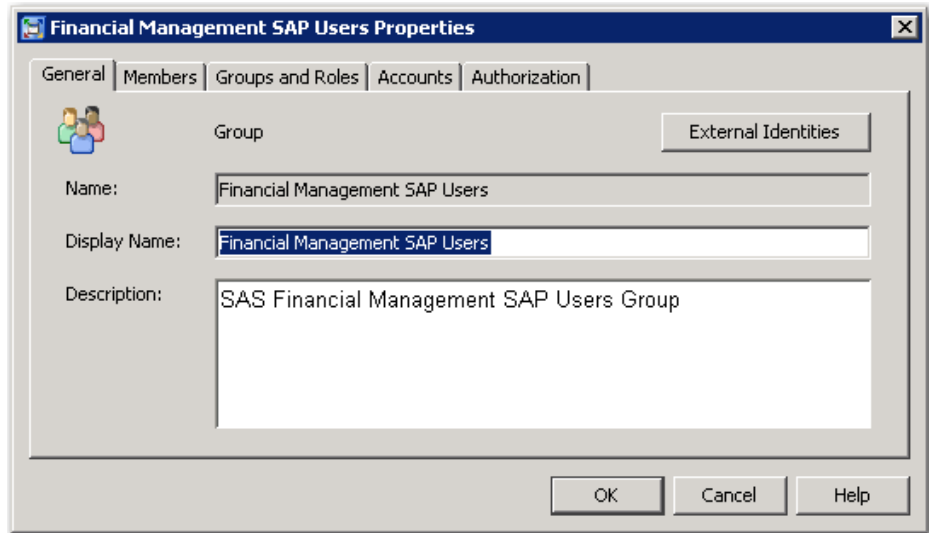 Financial Management SAP Users Properties
General Members Groups and Roles Accounts Authorization
Group External Identities
Name: Financial Management SAP Users
Display Name: Financial Management SAP Users
Description: SAS Financial Management SAP Users Group
OK Cancel Help